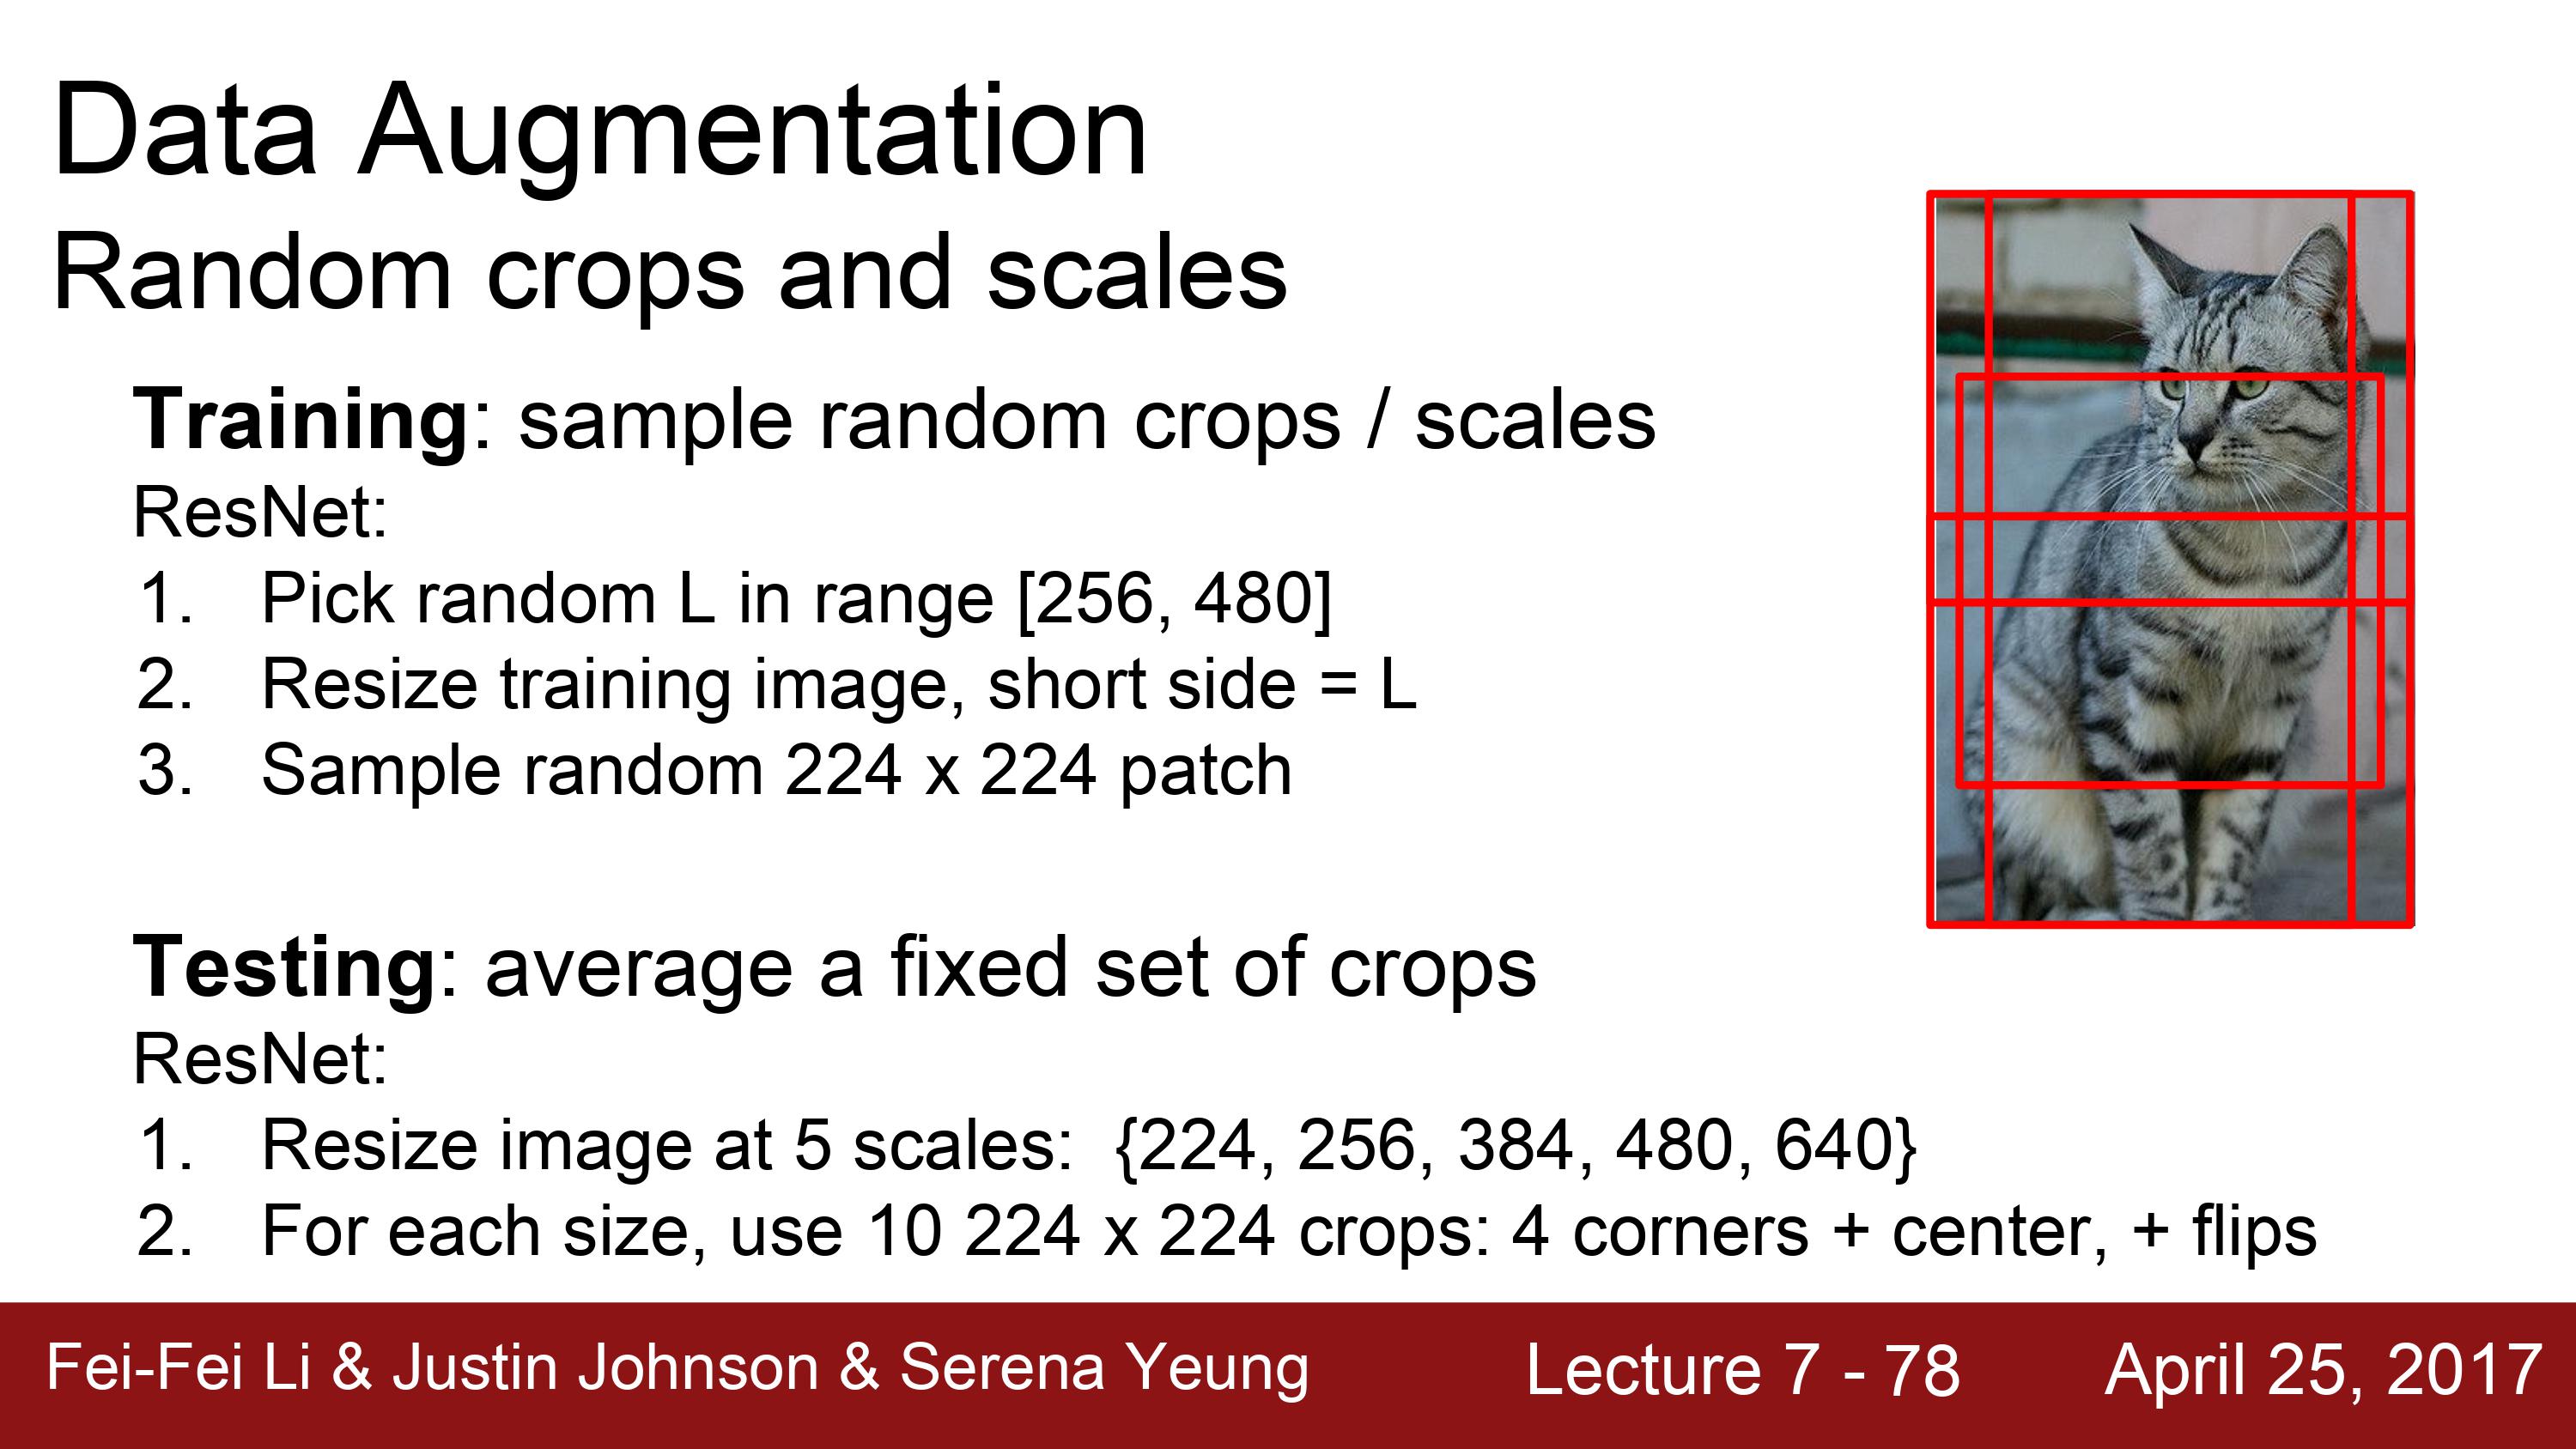 Data Augmentation
Random crops and scales
Training: sample random crops / scales
ResNet:
1. Pick random L in range [256, 480]
2. Resize training image, short side = L
3. Sample random 224 x 224 patch
Testing: average a fixed set of crops
ResNet:
1. Resize image at 5 scales: {224, 256, 384, 480, 640}
2. For each size, use 10 224 x 224 crops: 4 corners + center, + flips
Fei-Fei Li & Justin Johnson & Serena Yeung Lecture 7 - 78 April 25, 2017